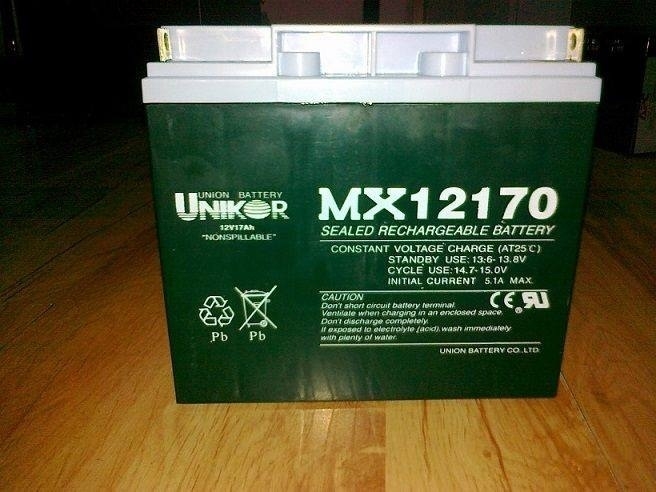 UNION BATTERY
UNIKOR
12V17Ah
"NONSPILLABLE"
MX12170
SEALED RECHARGEABLE BATTERY
CONSTANT VOLTAGE CHARGE (AT25°C)
STANDBY USE: 13.6- 13.8V
CYCLE USE: 14.7-15.0V
INITIAL CURRENT 5.1A MAX.
CAUTION
Don't short circuit battery terminal.
Ventilate when charging in an enclosed space.
Don't discharge completely.
If exposed to electrolyte (acid), wash immediately
with plenty of water.
UNION BATTERY CO.,LTD.
CE RU
Pb Pb